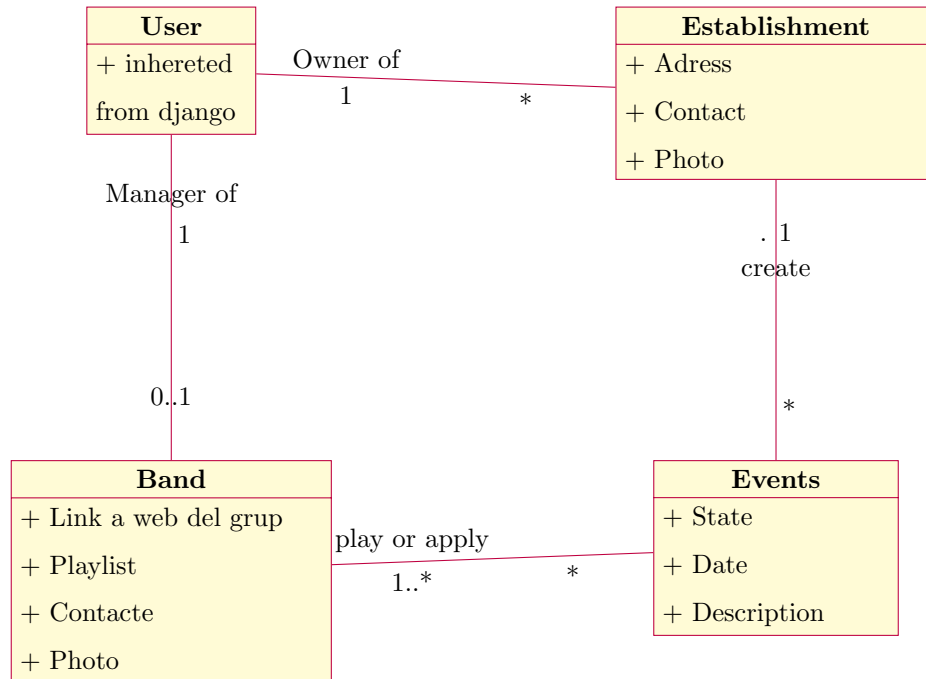 User
+ inhereted
from django
Owner of
1
*
Establishment
+ Adress
+ Contact
+ Photo
Manager of
1
0..1
. 1
create
*
Band
+ Link a web del grup
+ Playlist
+ Contacte
+ Photo
play or apply
1..*
*
Events
+ State
+ Date
+ Description